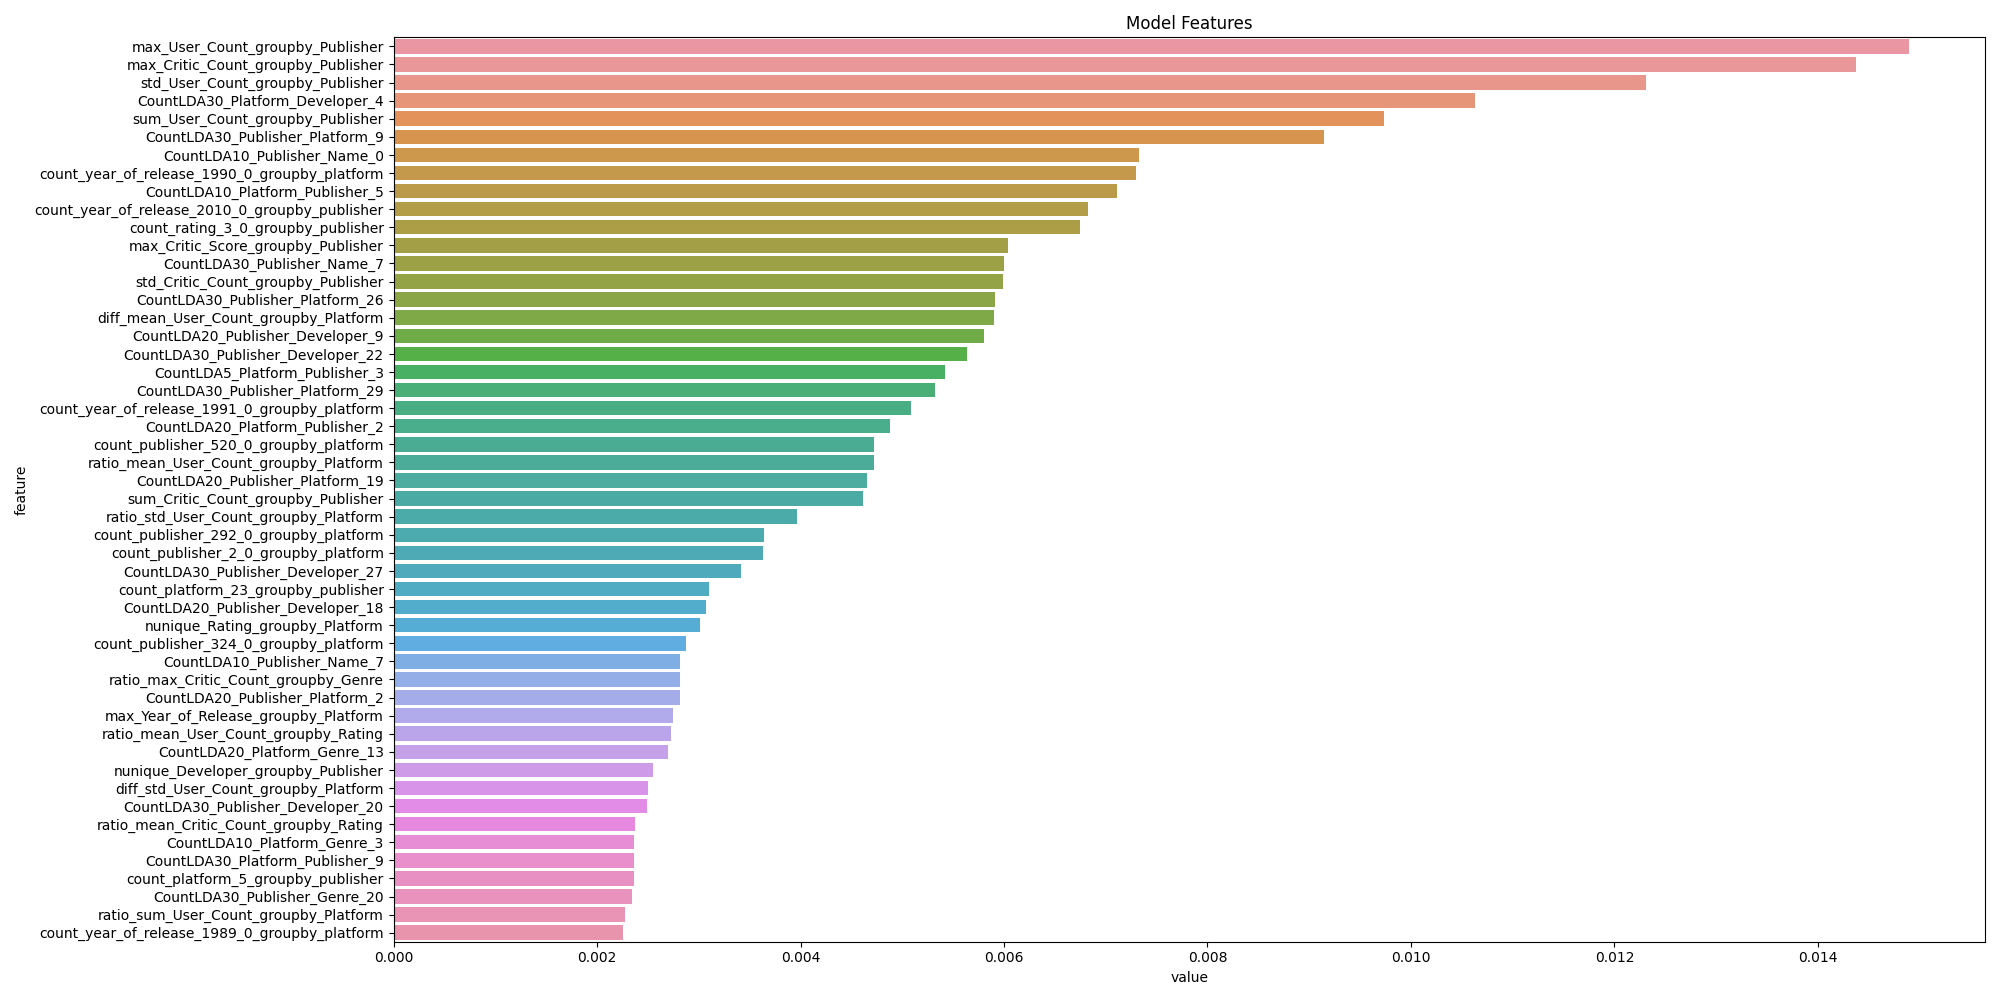 Model Features
max_User_Count_groupby_Publisher
max_Critic_Count_groupby_Publisher
std_User_Count_groupby_Publisher
CountLDA30_Platform_Developer_4
sum_User_Count_groupby_Publisher
CountLDA30_Publisher_Platform_9
CountLDA10_Publisher_Name_0
count_year_of_release_1990_0_groupby_platform
CountLDA10_Platform_Publisher_5
count_year_of_release_2010_0_groupby_publisher
count_rating_3_0_groupby_publisher
max_Critic_Score_groupby_Publisher
CountLDA30_Publisher_Name_7
std_Critic_Count_groupby_Publisher
CountLDA30_Publisher_Platform_26
diff_mean_User_Count_groupby_Platform
CountLDA20_Publisher_Developer_9
CountLDA30_Publisher_Developer_22
CountLDA5_Platform_Publisher_3
CountLDA30_Publisher_Platform_29
count_year_of_release_1991_0_groupby_platform
CountLDA20_Platform_Publisher_2
count_publisher_520_0_groupby_platform
ratio_mean_User_Count_groupby_Platform
CountLDA20_Publisher_Platform_19
sum_Critic_Count_groupby_Publisher
ratio_std_User_Count_groupby_Platform
count_publisher_292_0_groupby_platform
count_publisher_2_0_groupby_platform
CountLDA30_Publisher_Developer_27
count_platform_23_groupby_publisher
CountLDA20_Publisher_Developer_18
nunique_Rating_groupby_Platform
count_publisher_324_0_groupby_platform
CountLDA10_Publisher_Name_7
ratio_max_Critic_Count_groupby_Genre
CountLDA20_Publisher_Platform_2
max_Year_of_Release_groupby_Platform
ratio_mean_User_Count_groupby_Rating
CountLDA20_Platform_Genre_13
nunique_Developer_groupby_Publisher
diff_std_User_Count_groupby_Platform
CountLDA30_Publisher_Developer_20
ratio_mean_Critic_Count_groupby_Rating
CountLDA10_Platform_Genre_3
CountLDA30_Platform_Publisher_9
count_platform_5_groupby_publisher
CountLDA30_Publisher_Genre_20
ratio_sum_User_Count_groupby_Platform
count_year_of_release_1989_0_groupby_platform
feature
0.000 0.002 0.004 0.006 0.008 0.010 0.012 0.014
value